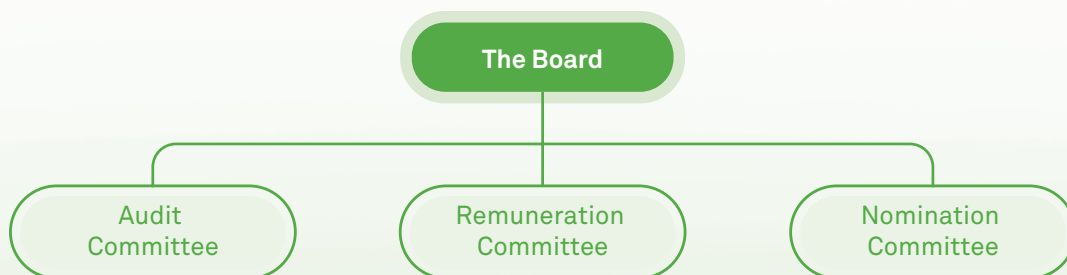 The Board
Audit
Committee
Remuneration
Committee
Nomination
Committee